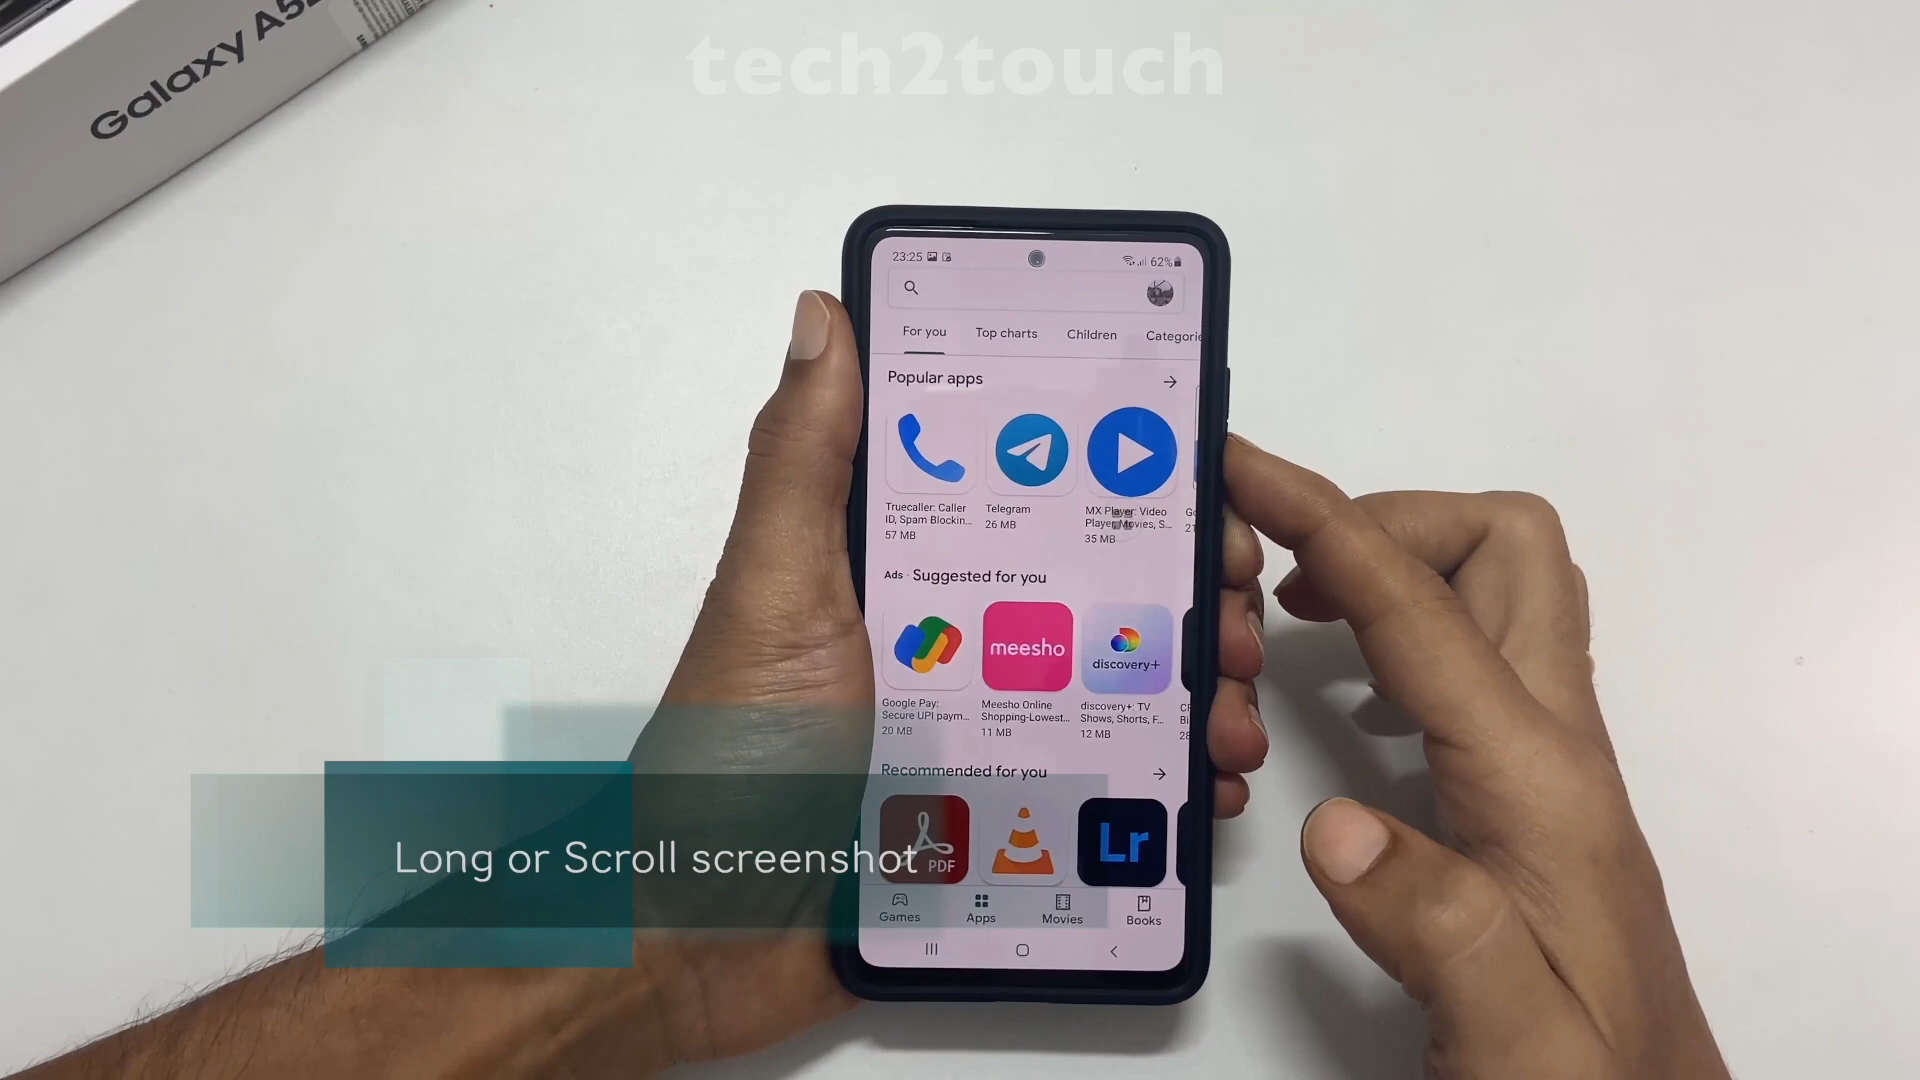 tech2touch
Galaxy A5
23:25
62%
For you
Top charts
Children
Categorie
Popular apps
Truecaller: Caller
ID, Spam Blockin...
57 MB
Telegram
26 MB
MX Player: Video
Player, Movies, S...
35 MB
Ads · Suggested for you
meesho
discovery+
Google Pay:
Secure UPI paym...
20 MB
Meesho Online
Shopping-Lowest...
11 MB
discovery+: TV
Shows, Shorts, F...
12 MB
Recommended for you
PDF
Lr
Long or Scroll screenshot
Games
Apps
Movies
Books